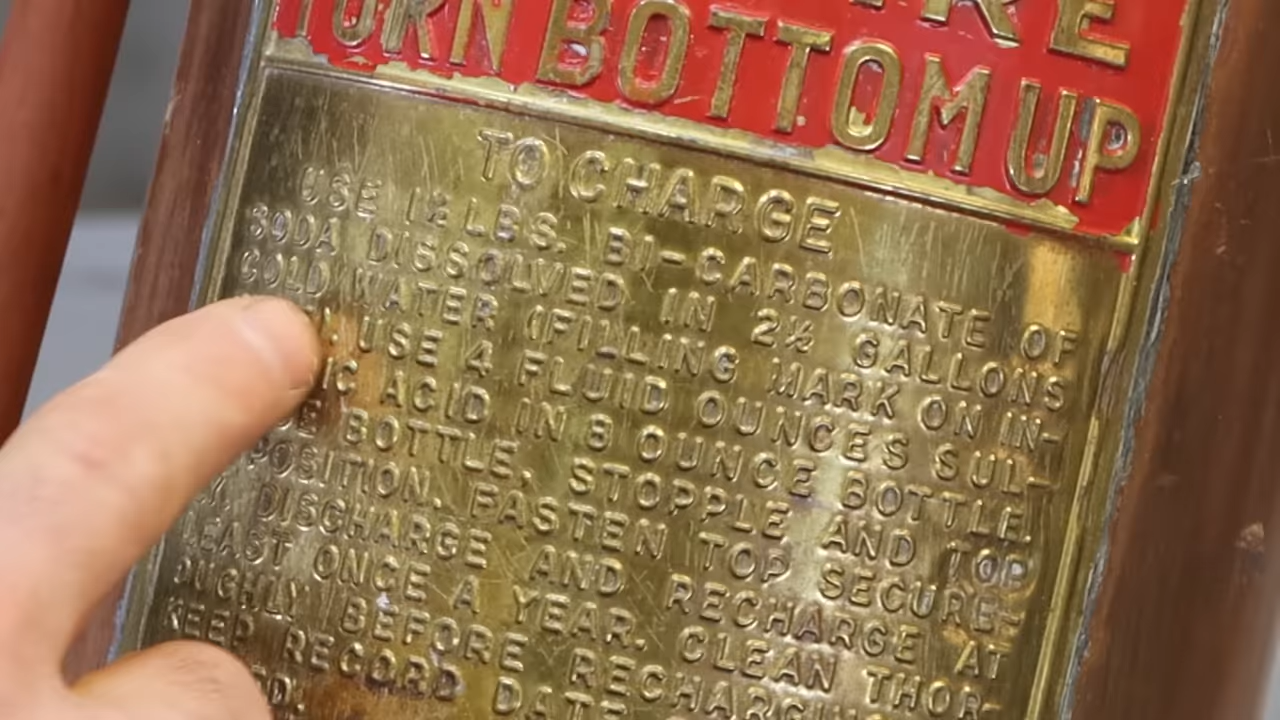 TURN BOTTOM UP
TO CHARGE
USE 1½ LBS. BI-CARBONATE OF
SODA DISSOLVED IN 2½ GALLONS
COLD WATER (FILLING MARK ON IN-
USE 4 FLUID OUNCES SUL-
ACID IN 8 OUNCE BOTTLE.
BOTTLE, STOPPLE AND TOP
POSITION. FASTEN TOP SECURE-
LY DISCHARGE AND RECHARGE AT
LEAST ONCE A YEAR. CLEAN THOR-
OUGHLY BEFORE RECHARGING
KEEP RECORD DATE